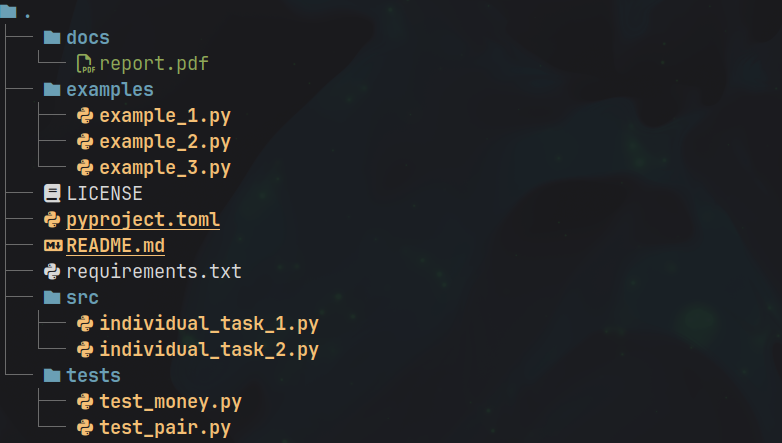 .
docs
report.pdf
examples
example_1.py
example_2.py
example_3.py
LICENSE
pyproject.toml
README.md
requirements.txt
src
individual_task_1.py
individual_task_2.py
tests
test_money.py
test_pair.py